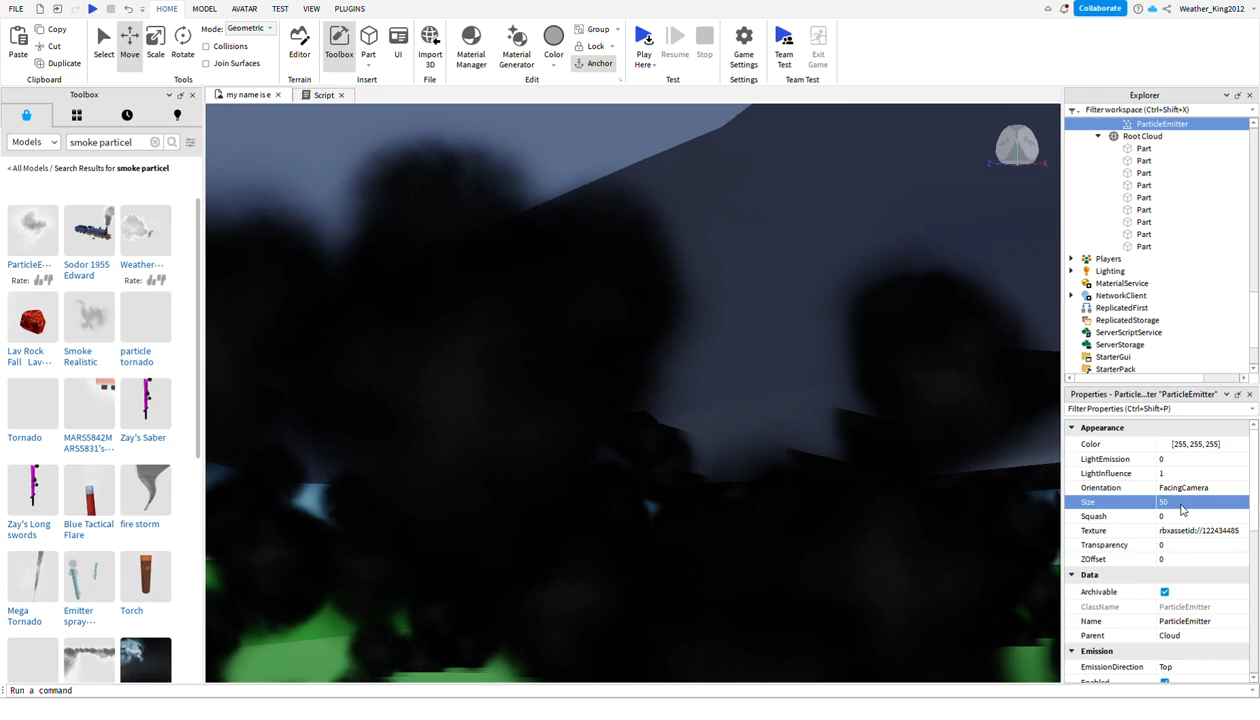 FILE HOME MODEL AVATAR TEST VIEW PLUGINS Collaborate Weather_King2012
Paste Copy Cut Duplicate Clipboard
Select Move Scale Rotate Mode: Geometric Collisions Join Surfaces Tools
Editor Terrain
Toolbox Part UI Insert
Import 3D File
Material Manager Material Generator Color Group Lock Anchor Edit
Play Here Resume Stop Test
Game Settings Settings
Team Test Exit Game Team Test
Toolbox
Models smoke particel
< All Models / Search Results for smoke particel
ParticleE··· Sodor 1955 Edward Weather···
Rate: Rate:
Lav Rock Fall Lav··· Smoke Realistic particle tornado
Tornado MARS5842M ARS5831's··· Zay's Saber
Zay's Long swords Blue Tactical Flare fire storm
Mega Tornado Emitter spray··· Torch
my name is e Script
Z X
Explorer
Filter workspace (Ctrl+Shift+X)
ParticleEmitter
Root Cloud
Part
Part
Part
Part
Part
Part
Part
Part
Part
Players
Lighting
MaterialService
NetworkClient
ReplicatedFirst
ReplicatedStorage
ServerScriptService
ServerStorage
StarterGui
StarterPack
Properties - Particle...ter "ParticleEmitter"
Filter Properties (Ctrl+Shift+P)
Appearance
Color [255, 255, 255]
LightEmission 0
LightInfluence 1
Orientation FacingCamera
Size 50
Squash 0
Texture rbxassetid://122434485
Transparency 0
ZOffset 0
Data
Archivable
ClassName ParticleEmitter
Name ParticleEmitter
Parent Cloud
Emission
EmissionDirection Top
Enabled
Run a command